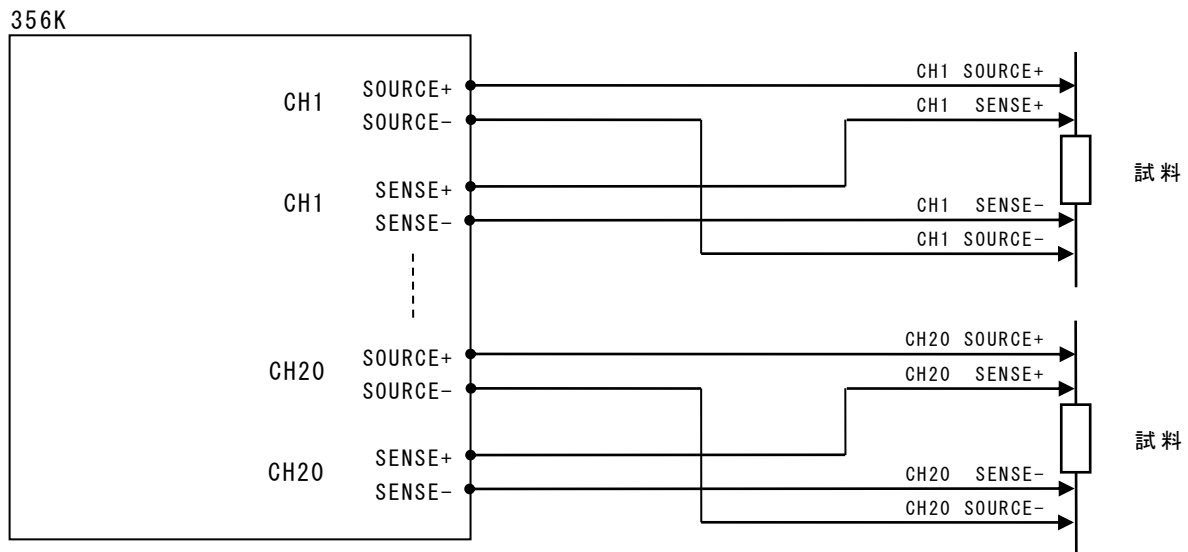 356K
CH1 SOURCE+
SOURCE-
CH1 SENSE+
SENSE-
CH1 SOURCE+
CH1 SENSE+
CH1 SENSE-
CH1 SOURCE-
試料
CH20 SOURCE+
SOURCE-
CH20 SENSE+
SENSE-
CH20 SOURCE+
CH20 SENSE+
CH20 SENSE-
CH20 SOURCE-
試料